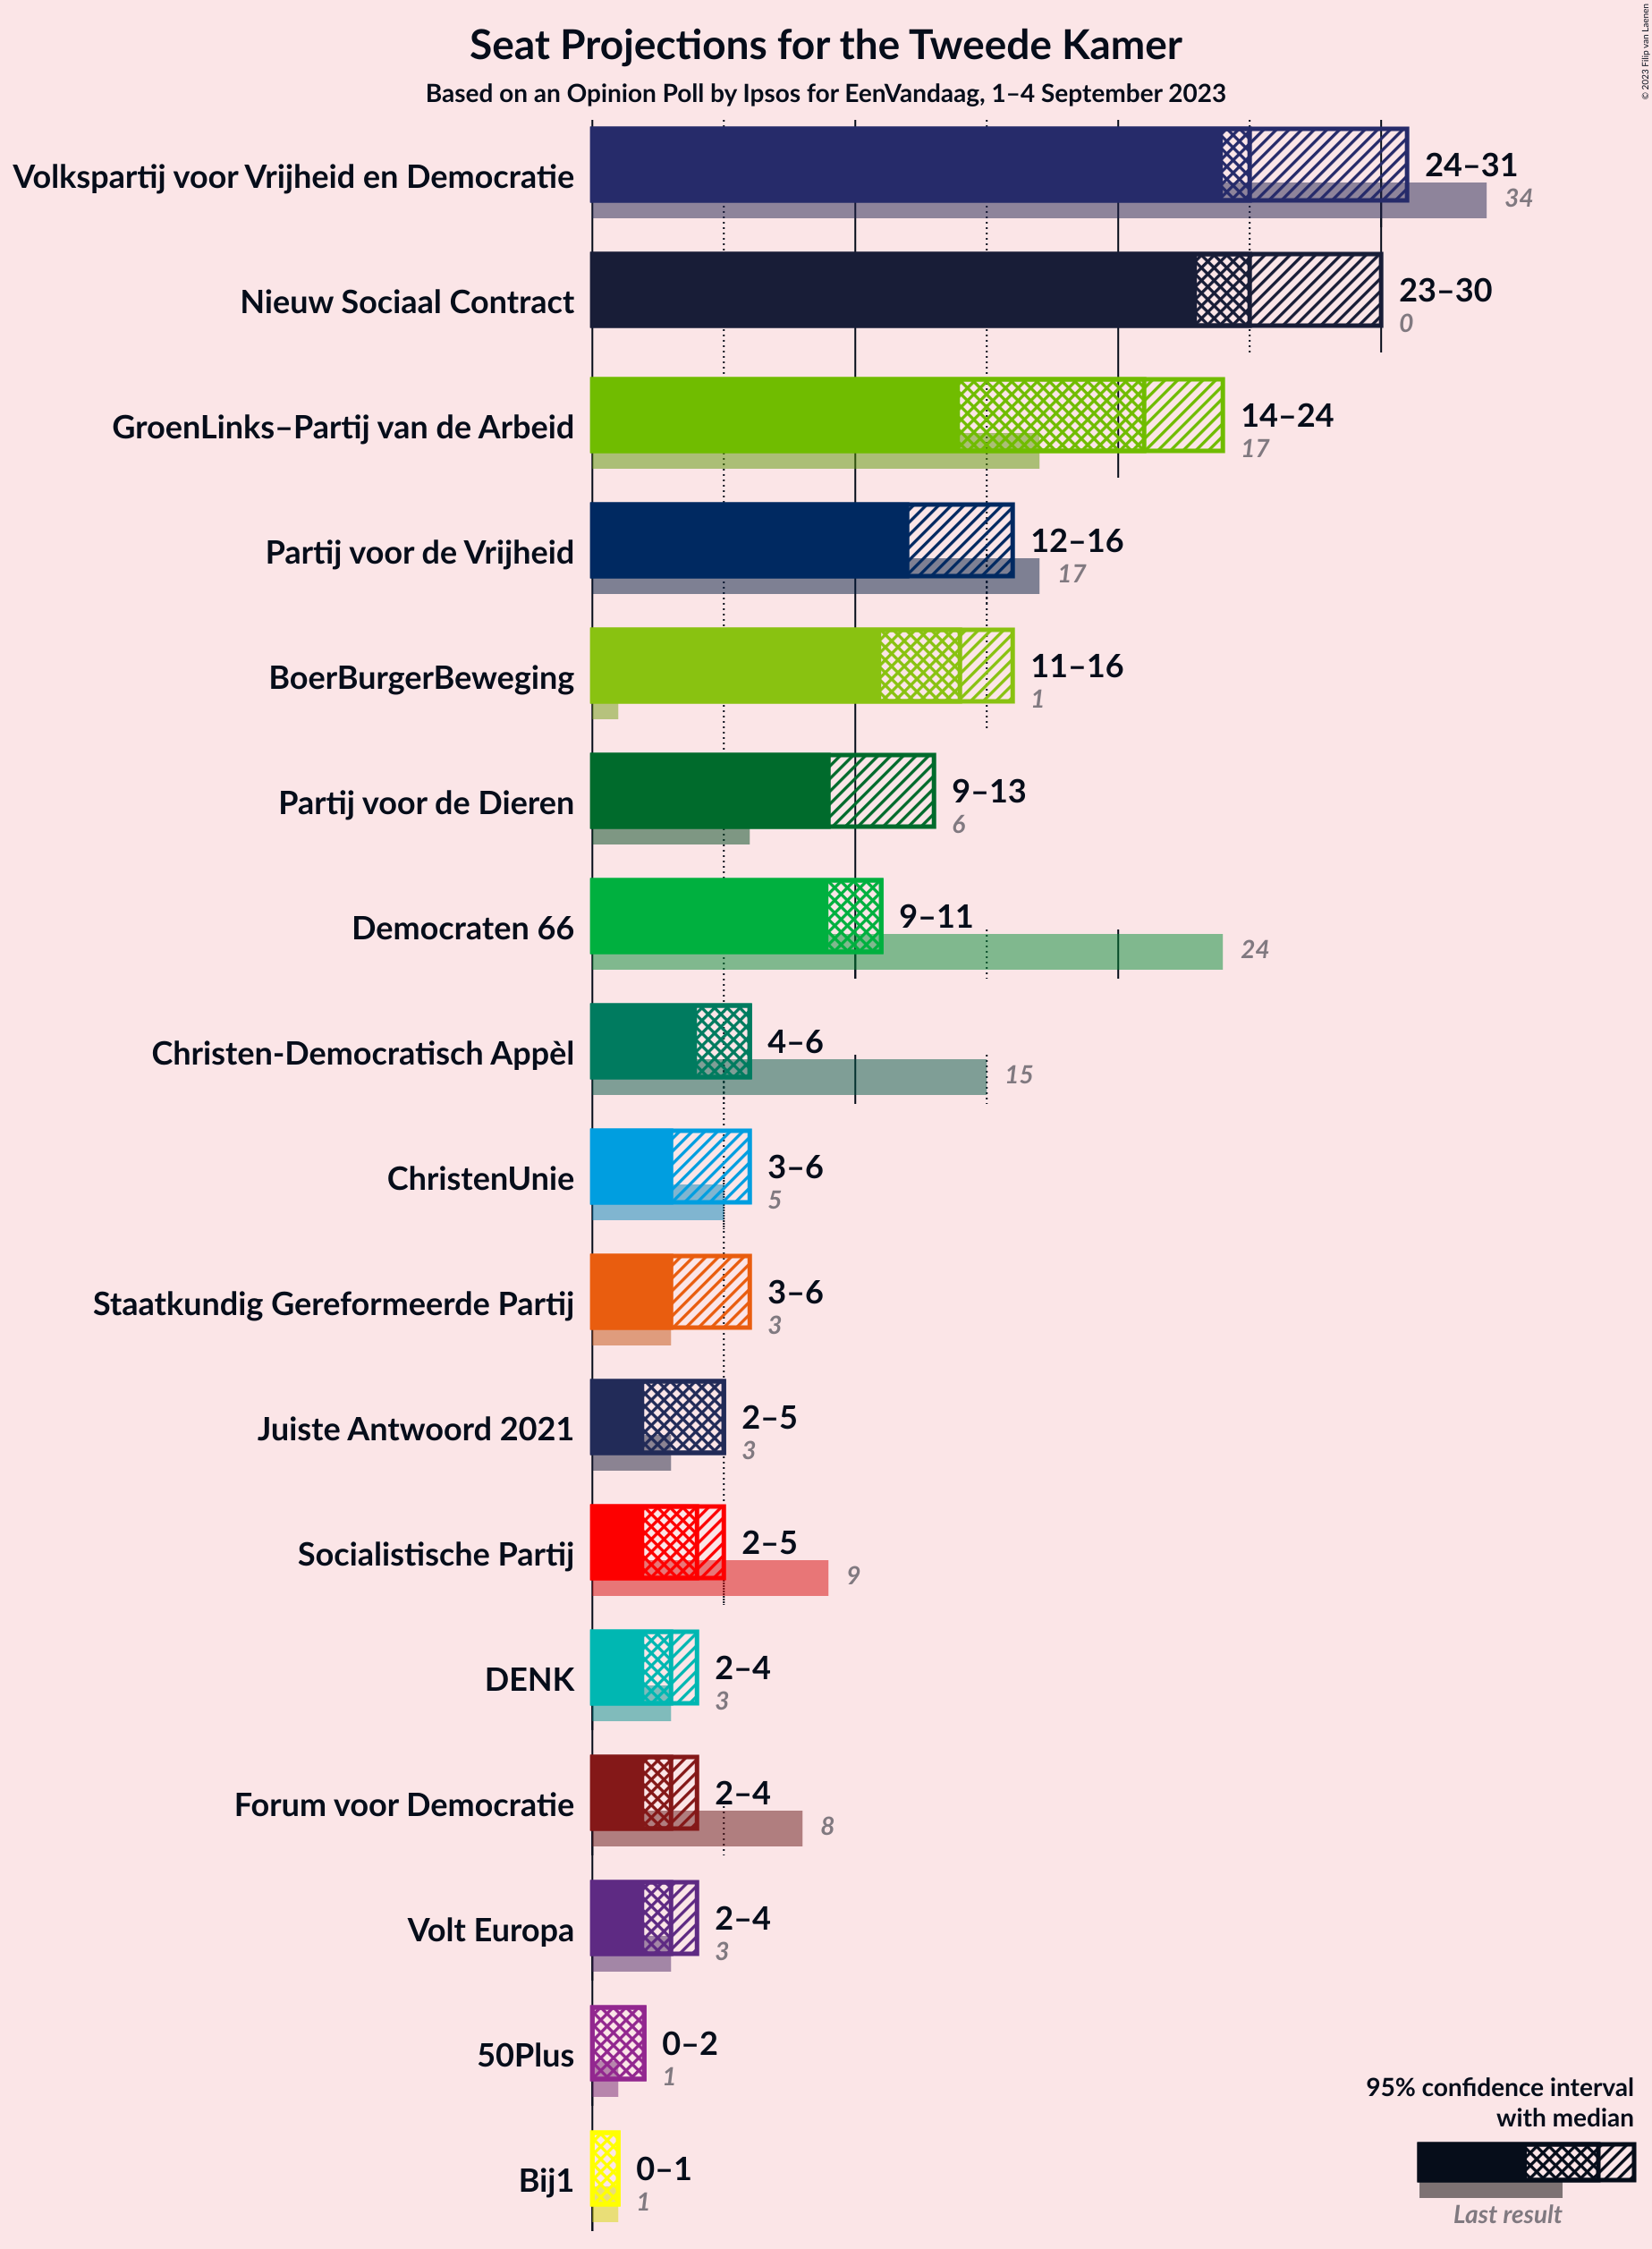 © 2023 Filip van Laenen
Seat Projections for the Tweede Kamer
Based on an Opinion Poll by Ipsos for EenVandaag, 1–4 September 2023
Volkspartij voor Vrijheid en Democratie
24–31
34
Nieuw Sociaal Contract
23–30
0
GroenLinks–Partij van de Arbeid
14–24
17
Partij voor de Vrijheid
12–16
17
BoerBurgerBeweging
11–16
1
Partij voor de Dieren
9–13
6
Democraten 66
9–11
24
Christen-Democratisch Appèl
4–6
15
ChristenUnie
3–6
5
Staatkundig Gereformeerde Partij
3–6
3
Juiste Antwoord 2021
2–5
3
Socialistische Partij
2–5
9
DENK
2–4
3
Forum voor Democratie
2–4
8
Volt Europa
2–4
3
50Plus
0–2
1
Bij1
0–1
1
95% confidence interval
with median
Last result